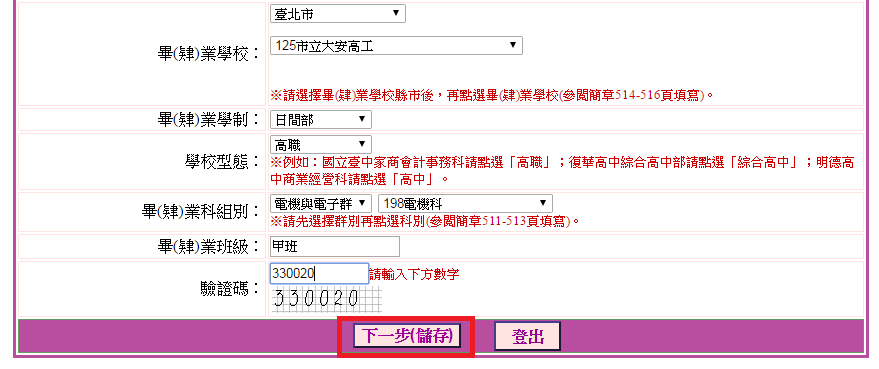 臺北市
畢(肄)業學校：
125市立大安高工
※請選擇畢(肄)業學校縣市後，再點選畢(肄)業學校(參閱簡章514-516頁填寫)。
畢(肄)業學制： 日間部
學校型態： 高職
※例如：國立臺中家商會計事務科請點選「高職」；復華高中綜合高中部請點選「綜合高中」；明德高
中商業經營科請點選「高中」。
畢(肄)業科組別： 電機與電子群 198電機科
※請先選擇群別再點選科別(參閱簡章511-513頁填寫)。
畢(肄)業班級： 甲班
驗證碼： 330020 請輸入下方數字
330020
下一步(儲存) 登出